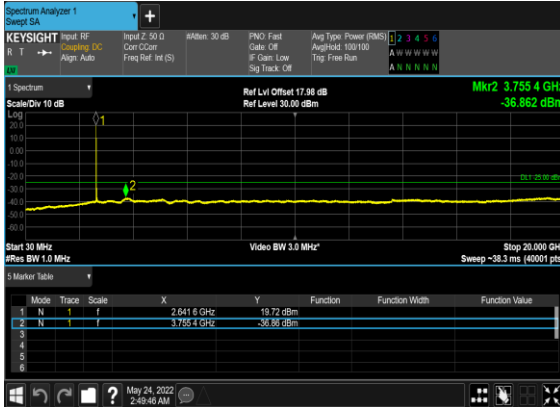 Spectrum Analyzer 1
Swept SA
+
KEYSIGHT Input: RF Input Z: 50 Ω #Atten: 30 dB PNO: Fast Avg Type: Power (RMS) 1 2 3 4 5 6
R T Coupling: DC Corr CCorr Gate: Off Avg|Hold: 100/100 A W W W W W
Align: Auto Freq Ref: Int (S) IF Gain: Low Trig: Free Run
Sig Track: Off A N N N N N
1 Spectrum Ref Lvl Offset 17.98 dB Mkr2 3.755 4 GHz
Scale/Div 10 dB Ref Level 30.00 dBm -36.862 dBm
Log
20.0
10.0
0.00
-10.0
-20.0
-30.0
-40.0
-50.0
-60.0
1
2
Start 30 MHz Video BW 3.0 MHz* Stop 20.000 GHz
#Res BW 1.0 MHz Sweep ~38.3 ms (40001 pts)
5 Marker Table
Mode Trace Scale X Y Function Function Width Function Value
1 N 1 f 2.641 6 GHz 19.72 dBm
2 N 1 f 3.755 4 GHz -36.86 dBm
3
4
5
6
? May 24, 2022
2:49:46 AM